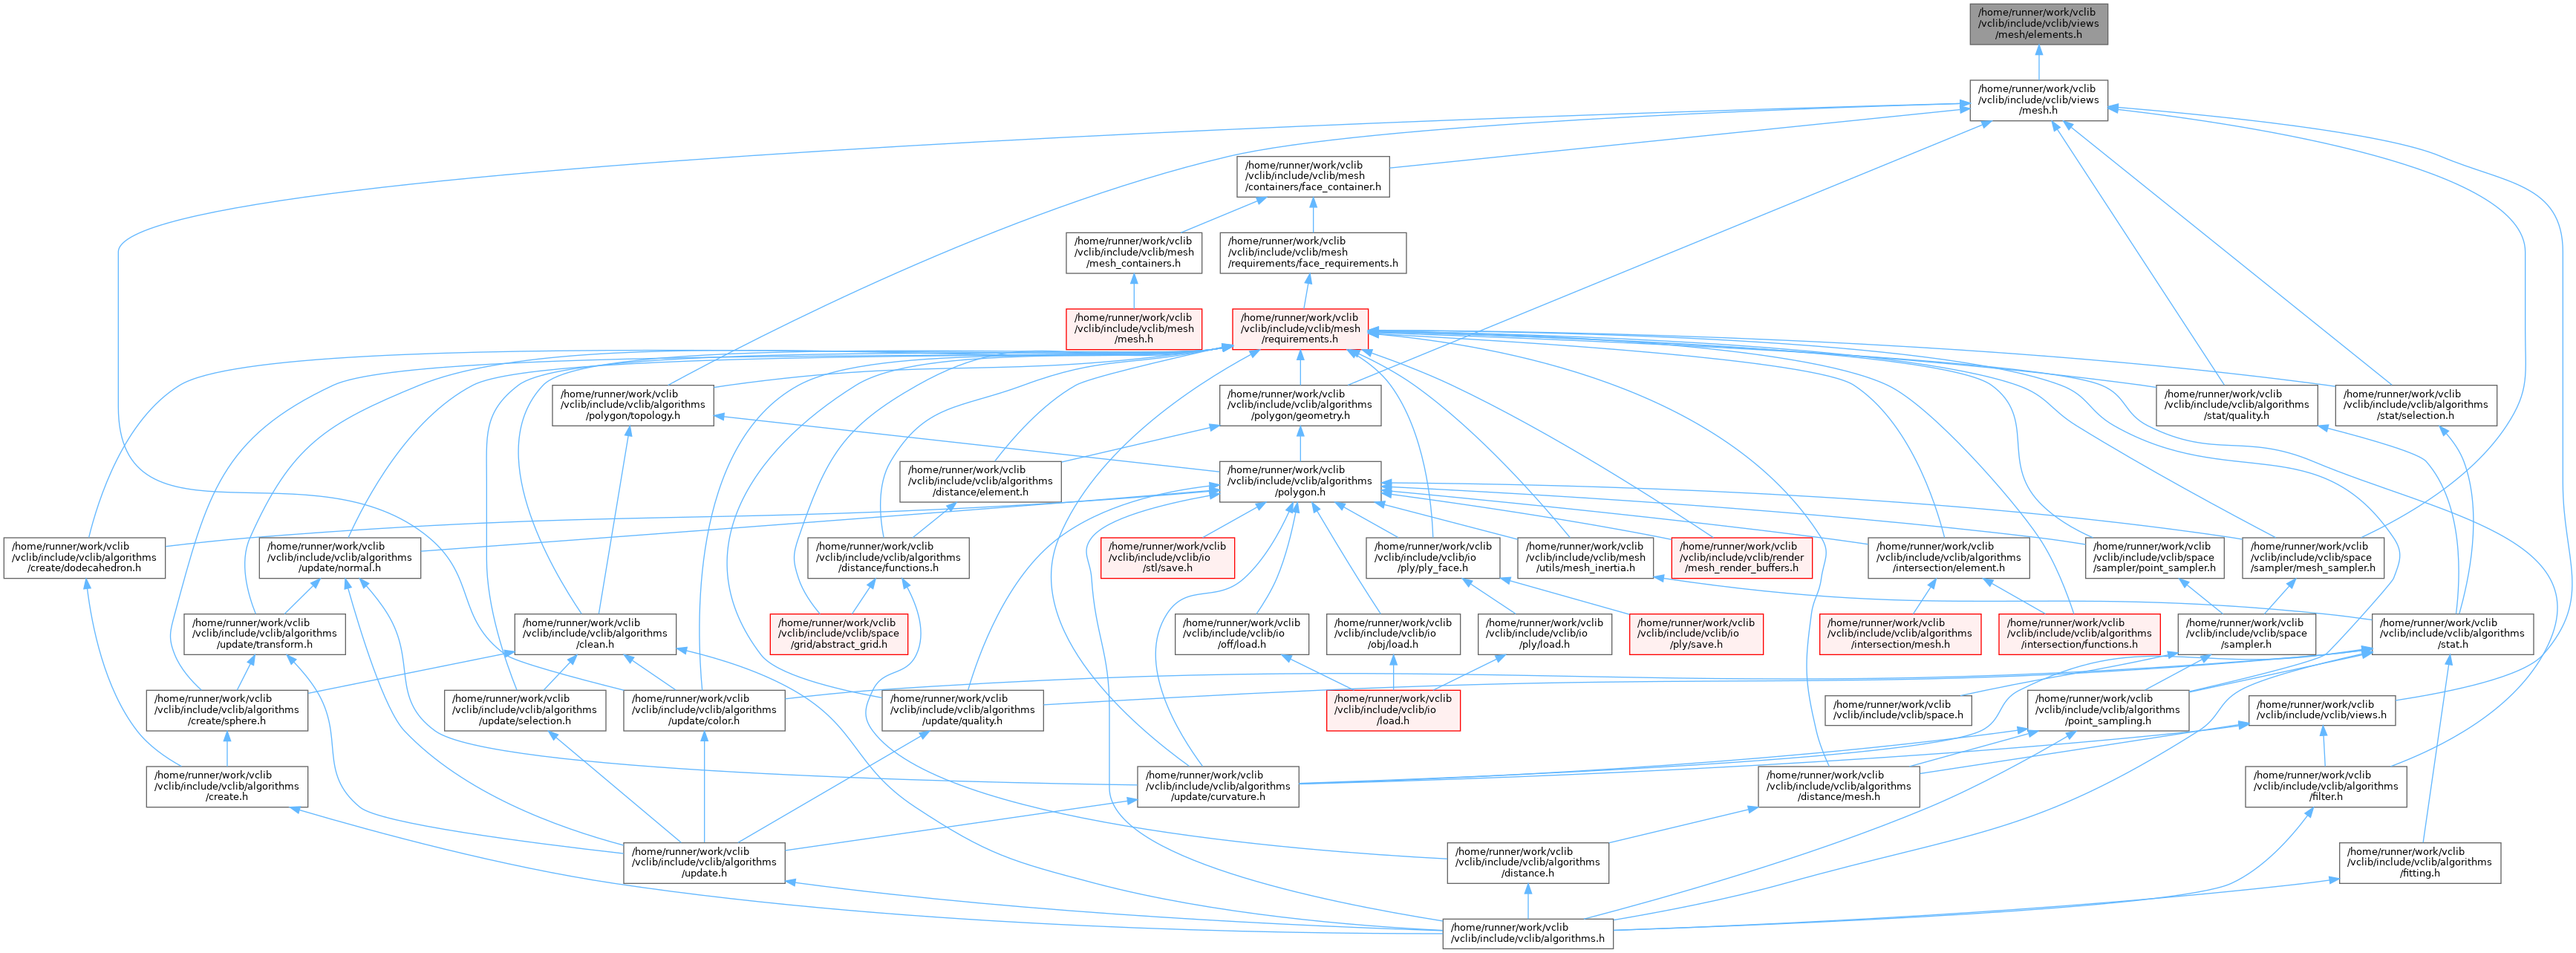 /home/runner/work/vclib
/vclib/include/vclib/views
/mesh/elements.h
/home/runner/work/vclib
/vclib/include/vclib/views
/mesh.h
/home/runner/work/vclib
/vclib/include/vclib/mesh
/containers/face_container.h
/home/runner/work/vclib
/vclib/include/vclib/mesh
/mesh_containers.h
/home/runner/work/vclib
/vclib/include/vclib/mesh
/requirements/face_requirements.h
/home/runner/work/vclib
/vclib/include/vclib/mesh
/mesh.h
/home/runner/work/vclib
/vclib/include/vclib/mesh
/requirements.h
/home/runner/work/vclib
/vclib/include/vclib/algorithms
/polygon/topology.h
/home/runner/work/vclib
/vclib/include/vclib/algorithms
/polygon/geometry.h
/home/runner/work/vclib
/vclib/include/vclib/algorithms
/stat/quality.h
/home/runner/work/vclib
/vclib/include/vclib/algorithms
/stat/selection.h
/home/runner/work/vclib
/vclib/include/vclib/algorithms
/distance/element.h
/home/runner/work/vclib
/vclib/include/vclib/algorithms
/polygon.h
/home/runner/work/vclib
/vclib/include/vclib/algorithms
/create/dodecahedron.h
/home/runner/work/vclib
/vclib/include/vclib/algorithms
/update/normal.h
/home/runner/work/vclib
/vclib/include/vclib/algorithms
/distance/functions.h
/home/runner/work/vclib
/vclib/include/vclib/io
/stl/save.h
/home/runner/work/vclib
/vclib/include/vclib/io
/ply/ply_face.h
/home/runner/work/vclib
/vclib/include/vclib/mesh
/utils/mesh_inertia.h
/home/runner/work/vclib
/vclib/include/vclib/render
/mesh_render_buffers.h
/home/runner/work/vclib
/vclib/include/vclib/algorithms
/intersection/element.h
/home/runner/work/vclib
/vclib/include/vclib/space
/sampler/point_sampler.h
/home/runner/work/vclib
/vclib/include/vclib/space
/sampler/mesh_sampler.h
/home/runner/work/vclib
/vclib/include/vclib/algorithms
/update/transform.h
/home/runner/work/vclib
/vclib/include/vclib/algorithms
/clean.h
/home/runner/work/vclib
/vclib/include/vclib/space
/grid/abstract_grid.h
/home/runner/work/vclib
/vclib/include/vclib/io
/off/load.h
/home/runner/work/vclib
/vclib/include/vclib/io
/obj/load.h
/home/runner/work/vclib
/vclib/include/vclib/io
/ply/load.h
/home/runner/work/vclib
/vclib/include/vclib/io
/ply/save.h
/home/runner/work/vclib
/vclib/include/vclib/algorithms
/intersection/mesh.h
/home/runner/work/vclib
/vclib/include/vclib/algorithms
/intersection/functions.h
/home/runner/work/vclib
/vclib/include/vclib/space
/sampler.h
/home/runner/work/vclib
/vclib/include/vclib/algorithms
/stat.h
/home/runner/work/vclib
/vclib/include/vclib/algorithms
/create/sphere.h
/home/runner/work/vclib
/vclib/include/vclib/algorithms
/update/selection.h
/home/runner/work/vclib
/vclib/include/vclib/algorithms
/update/color.h
/home/runner/work/vclib
/vclib/include/vclib/algorithms
/update/quality.h
/home/runner/work/vclib
/vclib/include/vclib/io
/load.h
/home/runner/work/vclib
/vclib/include/vclib/space.h
/home/runner/work/vclib
/vclib/include/vclib/algorithms
/point_sampling.h
/home/runner/work/vclib
/vclib/include/vclib/views.h
/home/runner/work/vclib
/vclib/include/vclib/algorithms
/create.h
/home/runner/work/vclib
/vclib/include/vclib/algorithms
/update/curvature.h
/home/runner/work/vclib
/vclib/include/vclib/algorithms
/distance/mesh.h
/home/runner/work/vclib
/vclib/include/vclib/algorithms
/filter.h
/home/runner/work/vclib
/vclib/include/vclib/algorithms
/update.h
/home/runner/work/vclib
/vclib/include/vclib/algorithms
/distance.h
/home/runner/work/vclib
/vclib/include/vclib/algorithms
/fitting.h
/home/runner/work/vclib
/vclib/include/vclib/algorithms.h